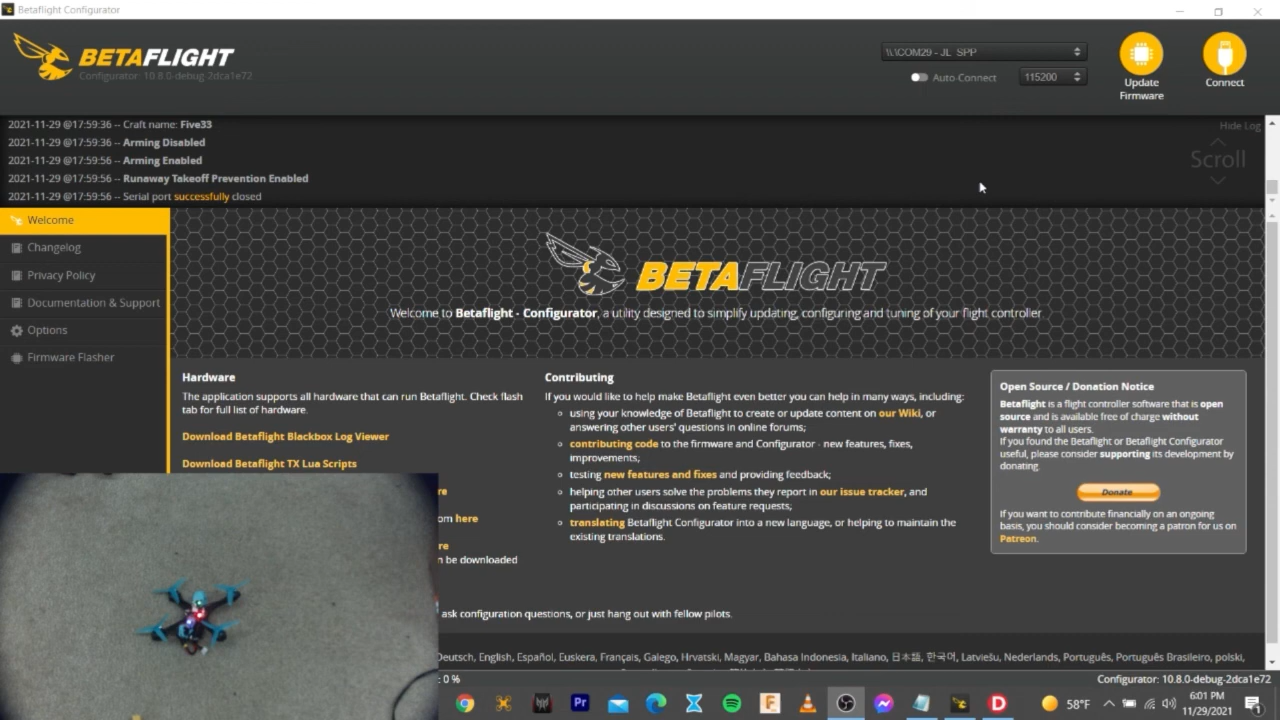 Betaflight Configurator
BETAFLIGHT
Configurator: 10.8.0-debug-2dca1e72
\\.\COM29 - JL_SPP
Auto-Connect
115200
Update
Firmware
Connect
2021-11-29 @17:59:36 -- Craft name: Five33
2021-11-29 @17:59:56 -- Arming Disabled
2021-11-29 @17:59:56 -- Arming Enabled
2021-11-29 @17:59:56 -- Runaway Takeoff Prevention Enabled
2021-11-29 @17:59:56 -- Serial port successfully closed
Hide Log
Scroll
Welcome
Changelog
Privacy Policy
Documentation & Support
Options
Firmware Flasher
BETAFLIGHT
Welcome to Betaflight - Configurator, a utility designed to simplify updating, configuring and tuning of your flight controller
Hardware
The application supports all hardware that can run Betaflight. Check flash
tab for full list of hardware.
Download Betaflight Blackbox Log Viewer
Download Betaflight TX Lua Scripts
re
om here
re
n be downloaded
ask configuration questions, or just hang out with fellow pilots.
Contributing
If you would like to help make Betaflight even better you can help in many ways, including:
using your knowledge of Betaflight to create or update content on our Wiki, or
answering other users' questions in online forums;
contributing code to the firmware and Configurator - new features, fixes,
improvements;
testing new features and fixes and providing feedback;
helping other users solve the problems they report in our issue tracker, and
participating in discussions on feature requests;
translating Betaflight Configurator into a new language, or helping to maintain the
existing translations.
Open Source / Donation Notice
Betaflight is a flight controller software that is open
source and is available free of charge without
warranty to all users.
If you found the Betaflight or Betaflight Configurator
useful, please consider supporting its development by
donating.
Donate
If you want to contribute financially on an ongoing
basis, you should consider becoming a patron for us on
Patreon.
Deutsch, English, Español, Euskera, Français, Galego, Hrvatski, Magyar, Bahasa Indonesia, Italiano, 日本語, 한국어, Latviešu, Nederlands, Português, Português Brasileiro, polski,
: 0 %
Configurator: 10.8.0-debug-2dca1e72
Pr
F
D
58°F
6:01 PM
11/29/2021
1